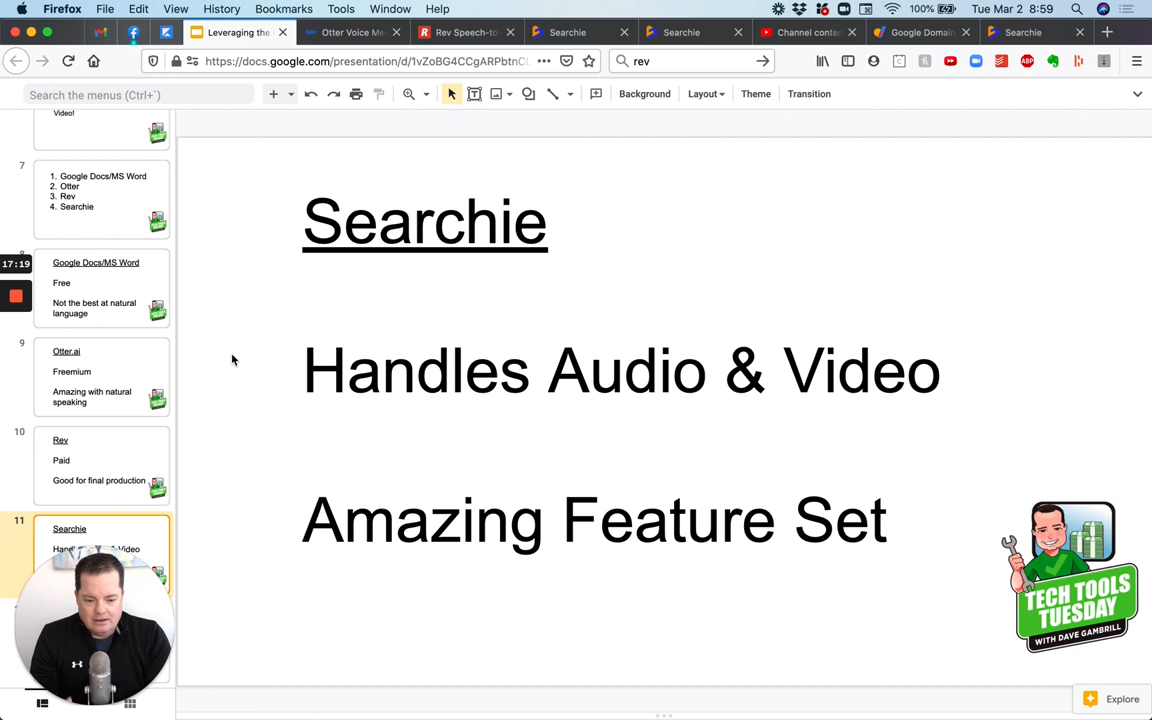 Firefox File Edit View History Bookmarks Tools Window Help 100% Tue Mar 2 8:59
Leveraging the Otter Voice Me Rev Speech-to- Searchie Searchie Channel conten Google Domain Searchie
https://docs.google.com/presentation/d/1vZoBG4CCgARPbtnCL rev
Search the menus (Ctrl+`) Background Layout Theme Transition
Video!
7
1. Google Docs/MS Word
2. Otter
3. Rev
4. Searchie
17:19
Google Docs/MS Word
Free
Not the best at natural
language
9
Otter.ai
Freemium
Amazing with natural
speaking
10
Rev
Paid
Good for final production
11
Searchie
Searchie
Handles Audio & Video
Amazing Feature Set
TECH TOOLS
TUESDAY
WITH DAVE GAMBRILL
Explore